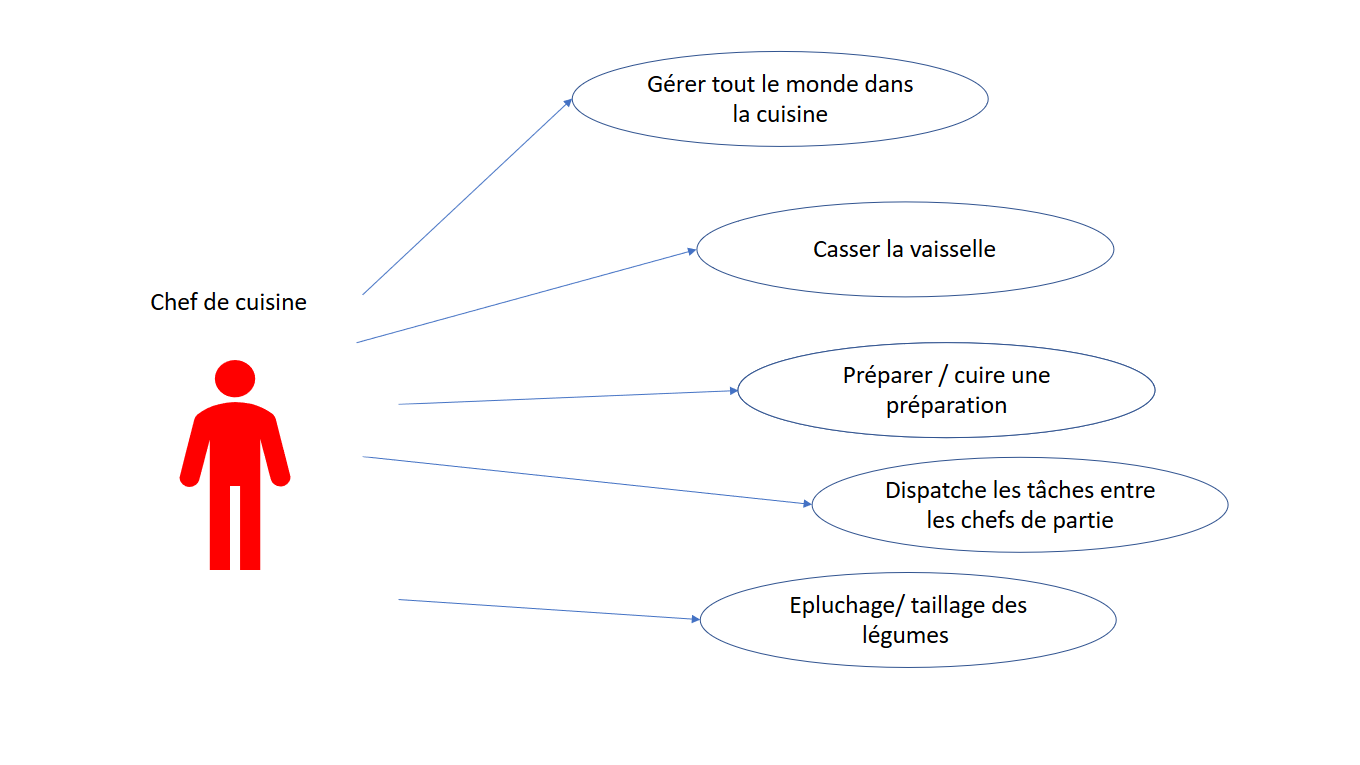 Gérer tout le monde dans
la cuisine
Casser la vaisselle
Chef de cuisine
Préparer / cuire une
préparation
Dispatche les tâches entre
les chefs de partie
Epluchage/ taillage des
légumes